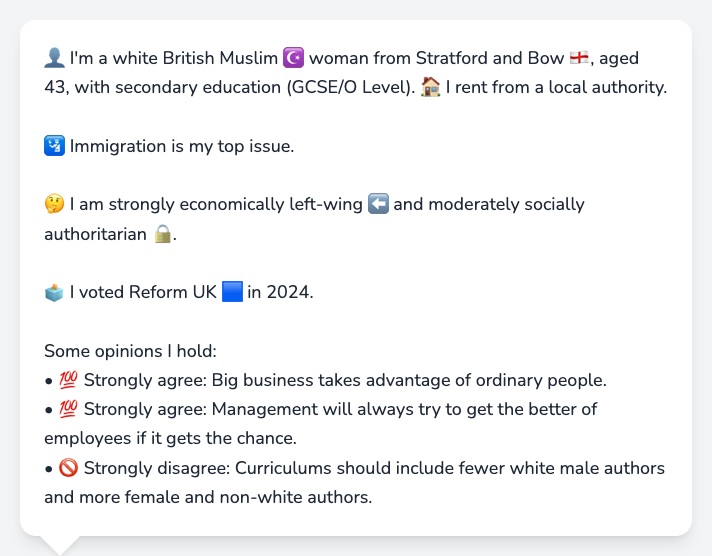 👤 I'm a white British Muslim ☪️ woman from Stratford and Bow 🏴󠁧󠁢󠁥󠁮󠁧󠁿, aged
43, with secondary education (GCSE/O Level). 🏠 I rent from a local authority.
🛂 Immigration is my top issue.
🤔 I am strongly economically left-wing ⬅️ and moderately socially
authoritarian 🔒.
🗳️ I voted Reform UK 🟦 in 2024.
Some opinions I hold:
• 💯 Strongly agree: Big business takes advantage of ordinary people.
• 💯 Strongly agree: Management will always try to get the better of
employees if it gets the chance.
• 🚫 Strongly disagree: Curriculums should include fewer white male authors
and more female and non-white authors.